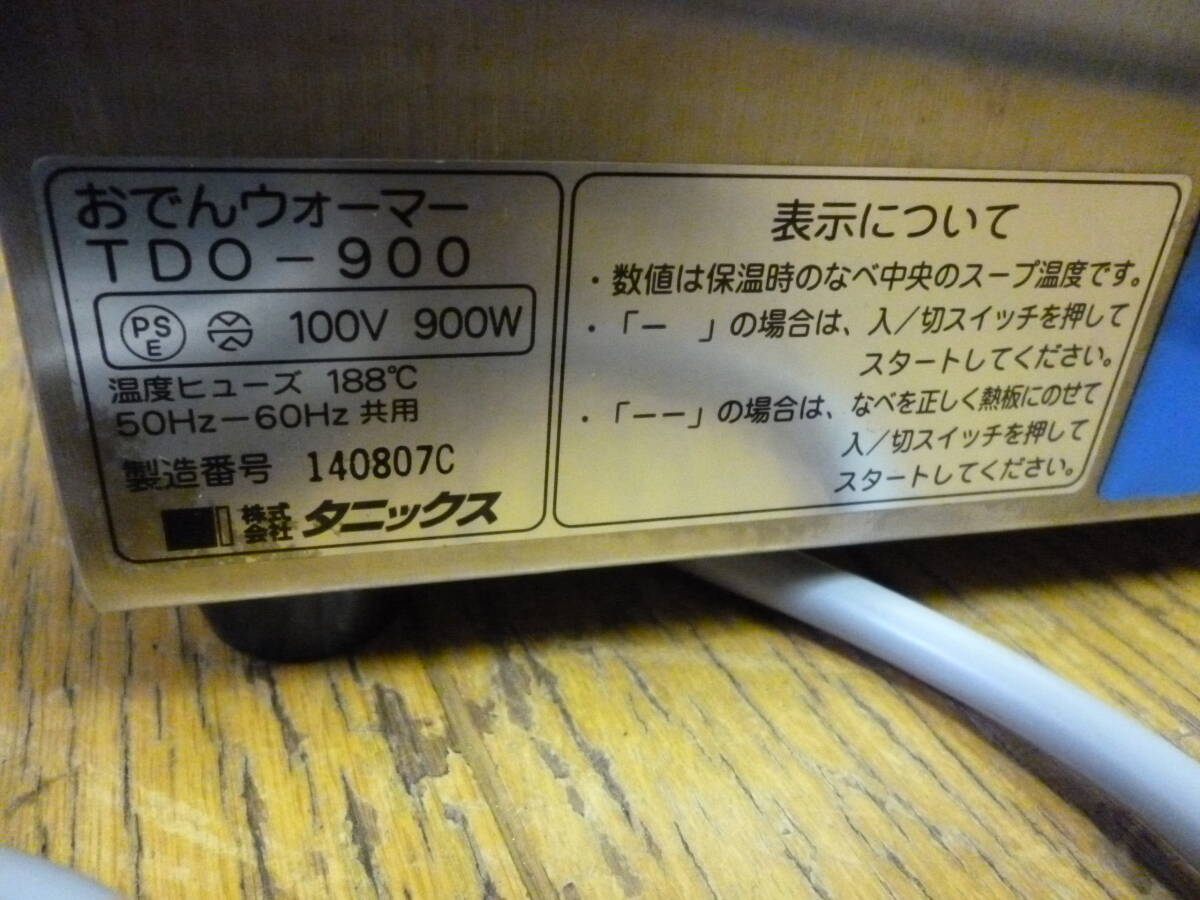 おでんウォーマー
TDO-900
PSE 100V 900W
温度ヒューズ 188℃
50Hz-60Hz 共用
製造番号 140807C
株式会社 タニックス
表示について
・数値は保温時のなべ中央のスープ温度です。
・「ー 」の場合は、入/切スイッチを押して
スタートしてください。
・「ーー」の場合は、なべを正しく熱板にのせて
入/切スイッチを押して
スタートしてください。